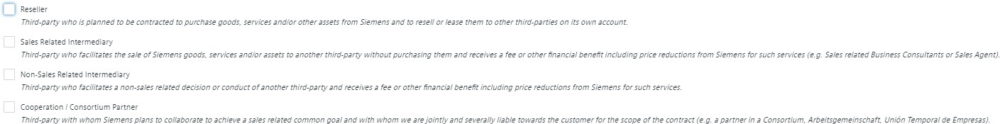 Reseller
Third-party who is planned to be contracted to purchase goods, services and/or other assets from Siemens and to resell or lease them to other third-parties on its own account.
Sales Related Intermediary
Third-party who facilitates the sale of Siemens goods, services and/or assets to another third-party without purchasing them and receives a fee or other financial benefit including price reductions from Siemens for such services (e.g. Sales related Business Consultants or Sales Agent).
Non-Sales Related Intermediary
Third-party who facilitates a non-sales related decision or conduct of another third-party and receives a fee or other financial benefit including price reductions from Siemens for such services.
Cooperation / Consortium Partner
Third-party with whom Siemens plans to collaborate to achieve a sales related common goal and with whom we are jointly and severally liable towards the customer for the scope of the contract (e.g. a partner in a Consortium, Arbeitsgemeinschaft, Unión Temporal de Empresas).